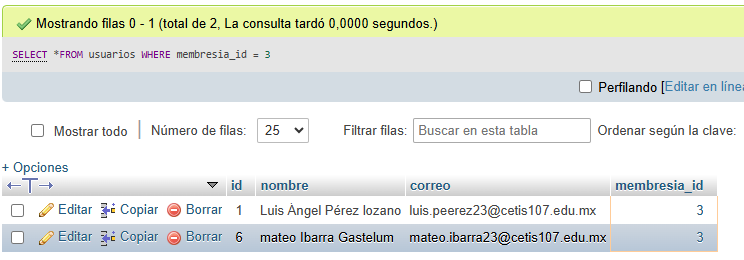 Mostrando filas 0 - 1 (total de 2, La consulta tardó 0,0000 segundos.)
SELECT *FROM usuarios WHERE membresia_id = 3
Perfilando [Editar en línea
Mostrar todo | Número de filas: 25 Filtrar filas: Buscar en esta tabla Ordenar según la clave:
+ Opciones
←T→ id nombre correo membresia_id
Editar Copiar Borrar 1 Luis Àngel Pérez lozano luis.peerez23@cetis107.edu.mx 3
Editar Copiar Borrar 6 mateo Ibarra Gastelum mateo.ibarra23@cetis107.edu.mx 3